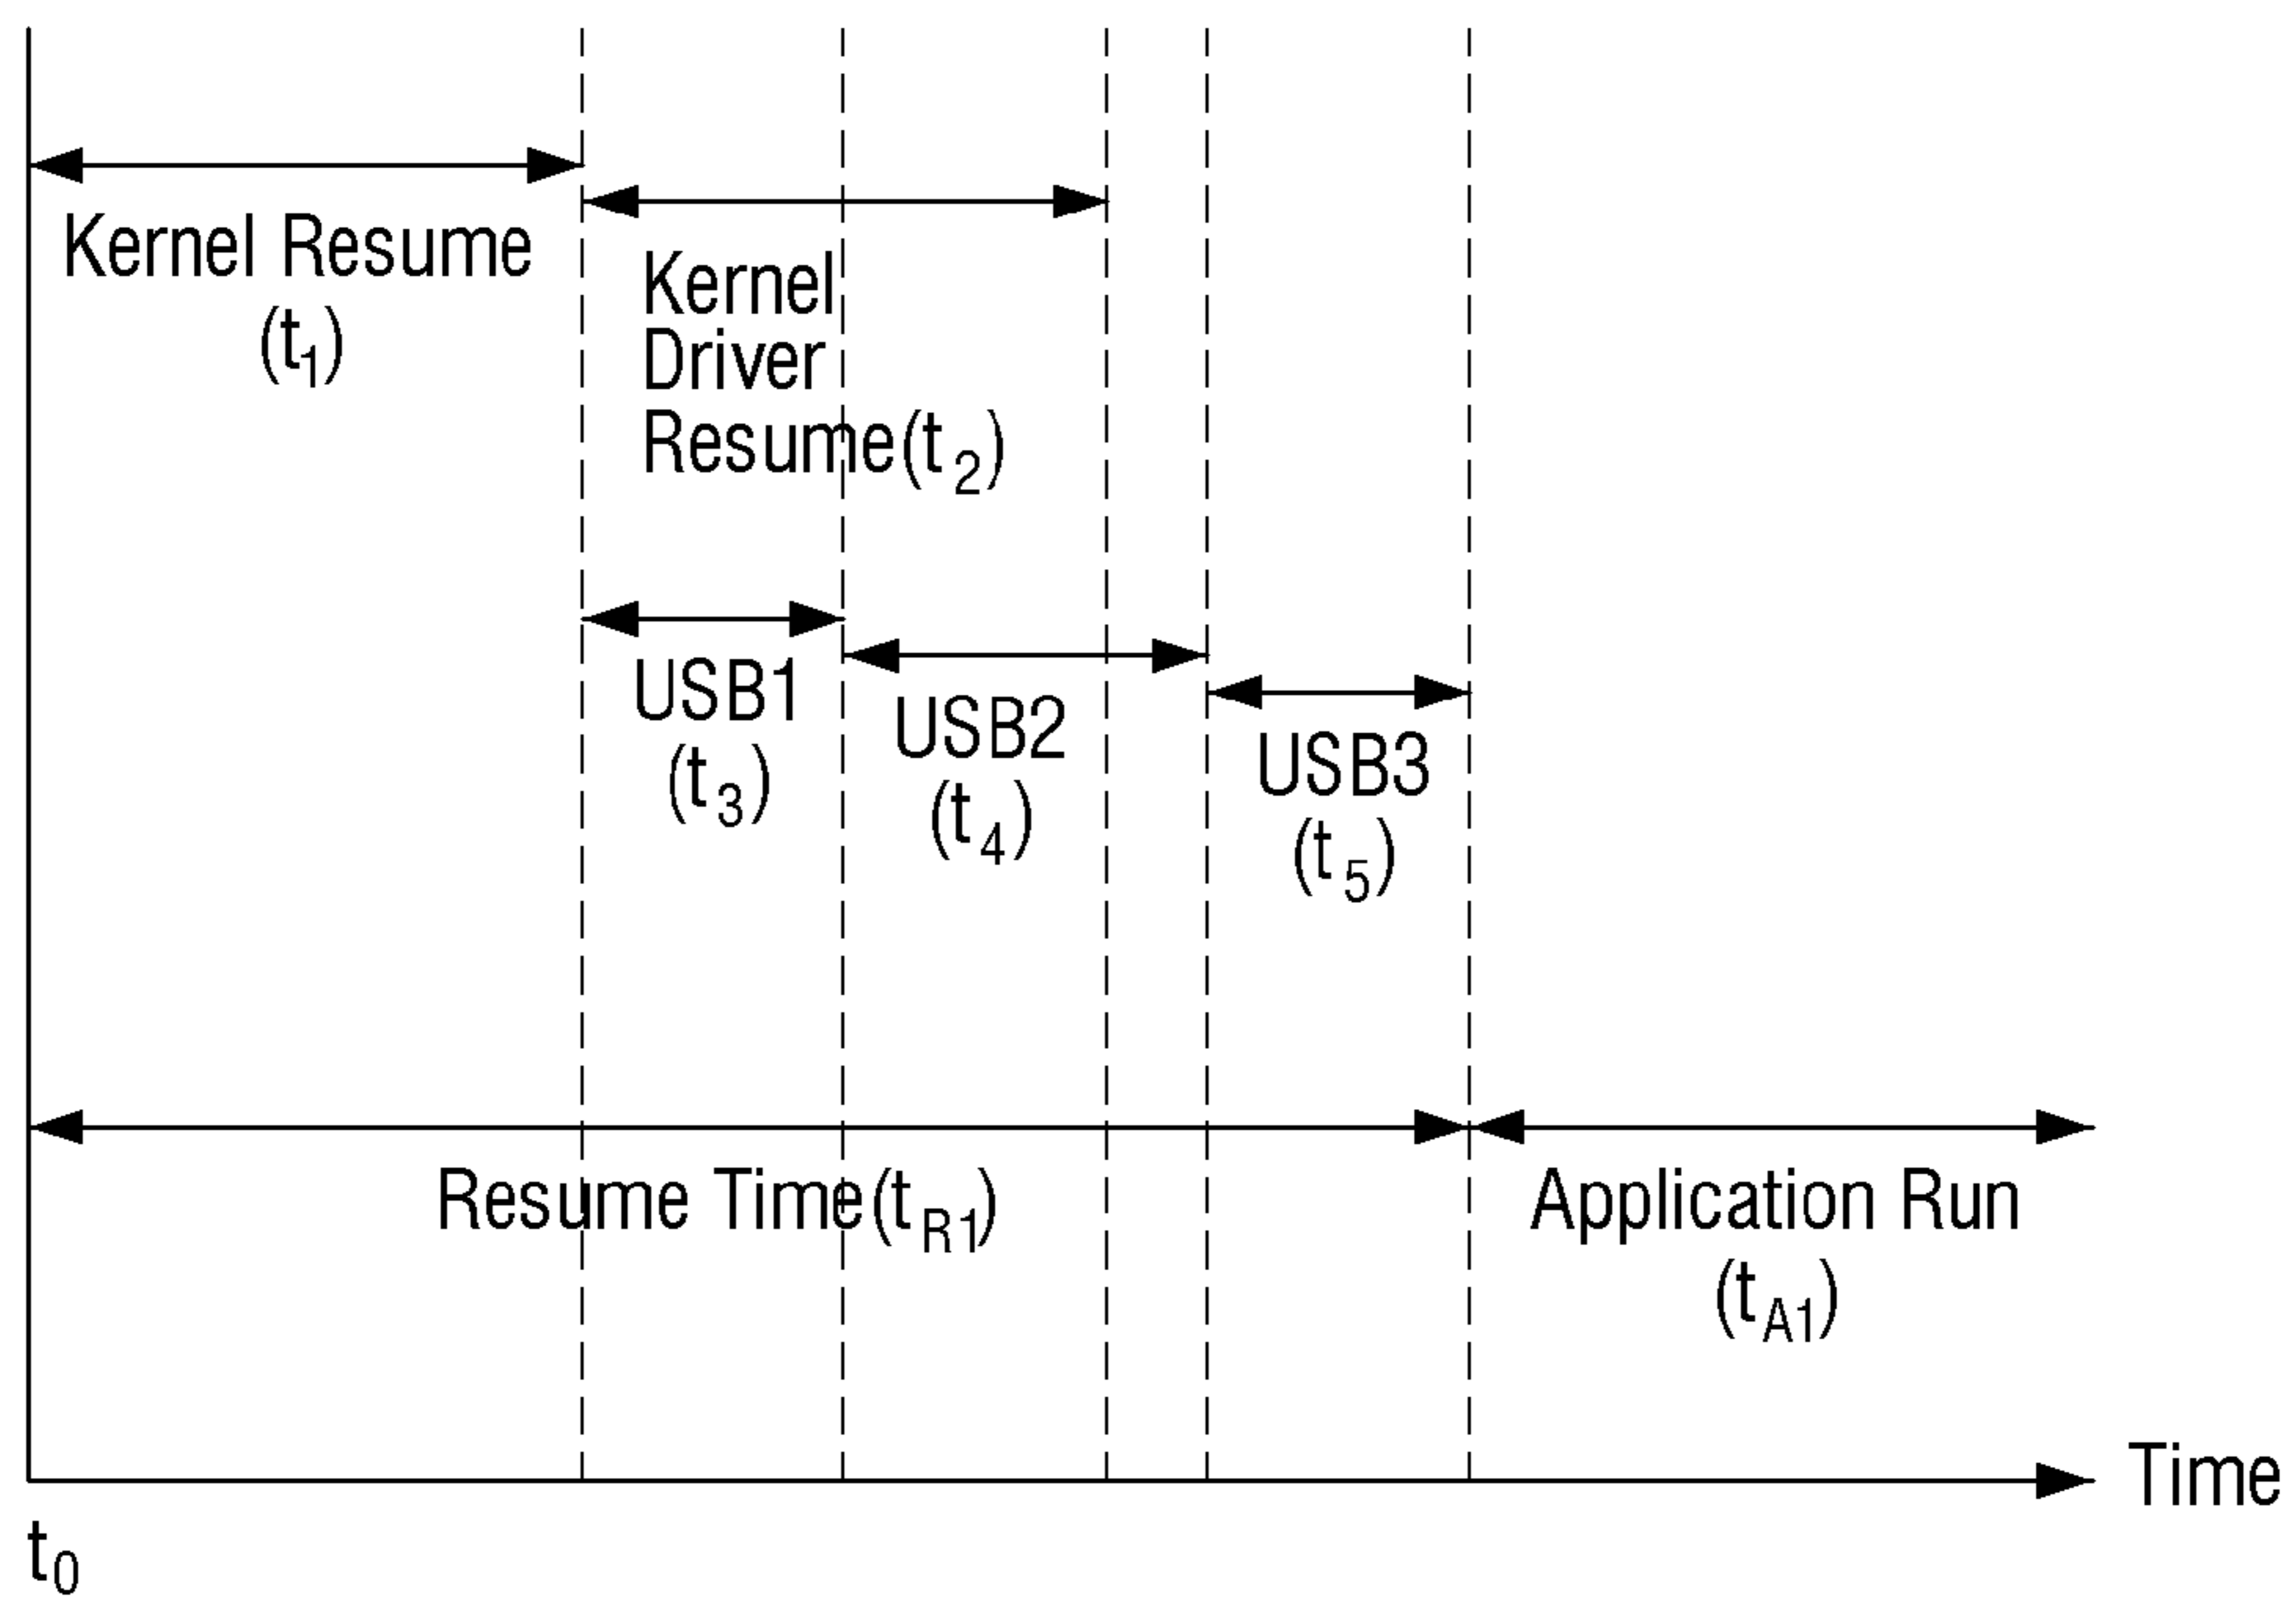 Kernel Resume
(t1)
Kernel
Driver
Resume(t2)
USB1
(t3)
USB2
(t4)
USB3
(t5)
Resume Time(tR1)
Application Run
(tA1)
Time
t0